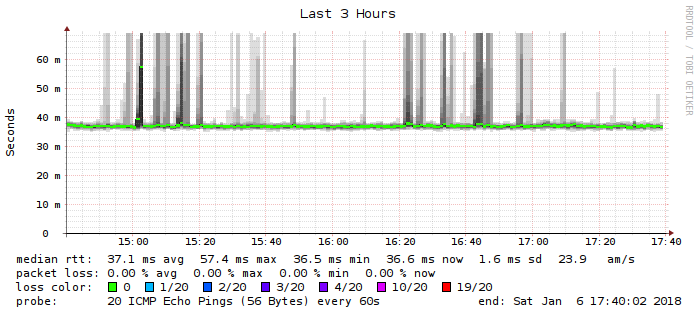 Last 3 Hours
RRDTOOL / TOBI OETIKER
Seconds
60 m
50 m
40 m
30 m
20 m
10 m
0
15:00 15:20 15:40 16:00 16:20 16:40 17:00 17:20 17:40
median rtt: 37.1 ms avg 57.4 ms max 36.5 ms min 36.6 ms now 1.6 ms sd 23.9 am/s
packet loss: 0.00 % avg 0.00 % max 0.00 % min 0.00 % now
loss color: 0 1/20 2/20 3/20 4/20 10/20 19/20
probe: 20 ICMP Echo Pings (56 Bytes) every 60s end: Sat Jan 6 17:40:02 2018